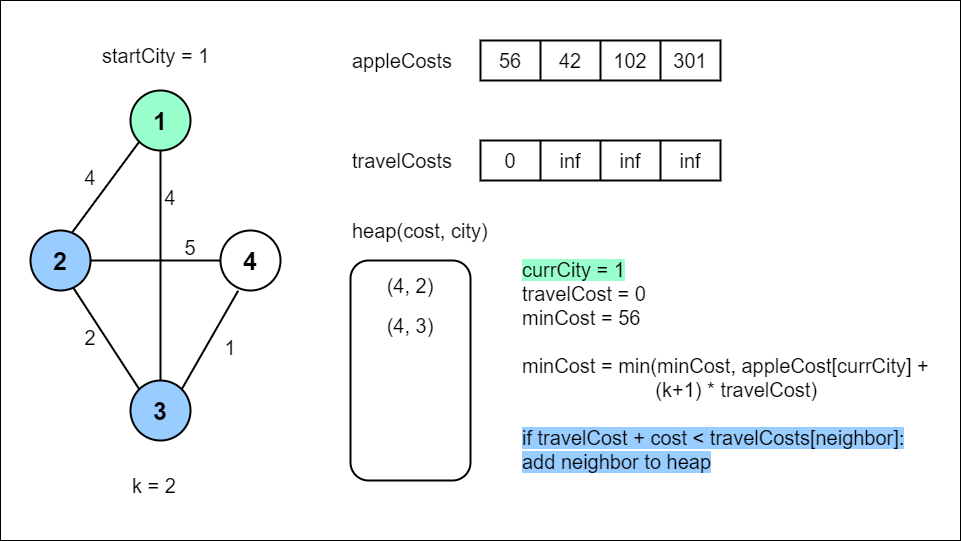 startCity = 1
1
4
4
2
5
4
2
1
3
k = 2
appleCosts 56 42 102 301
travelCosts 0 inf inf inf
heap(cost, city)
(4, 2)
(4, 3)
currCity = 1
travelCost = 0
minCost = 56
minCost = min(minCost, appleCost[currCity] +
(k+1) * travelCost)
if travelCost + cost < travelCosts[neighbor]:
add neighbor to heap